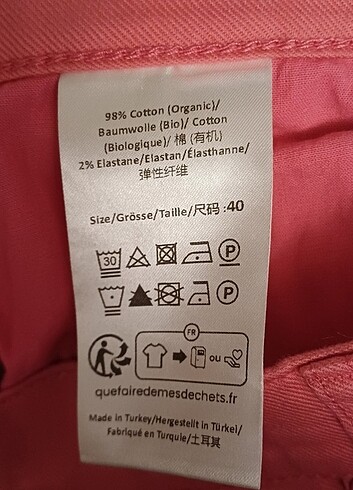 98% Cotton (Organic)/
Baumwolle (Bio)/ Cotton
(Biologique)/ 棉 (有机)
2% Elastane/Elastan/Élasthanne/
弹性纤维
Size/Grösse/Taille/尺码 :40
30 P
P
FR
OU
quefairedemesdechets.fr
Made in Turkey/Hergestellt in Türkei/
Fabriqué en Turquie/土耳其